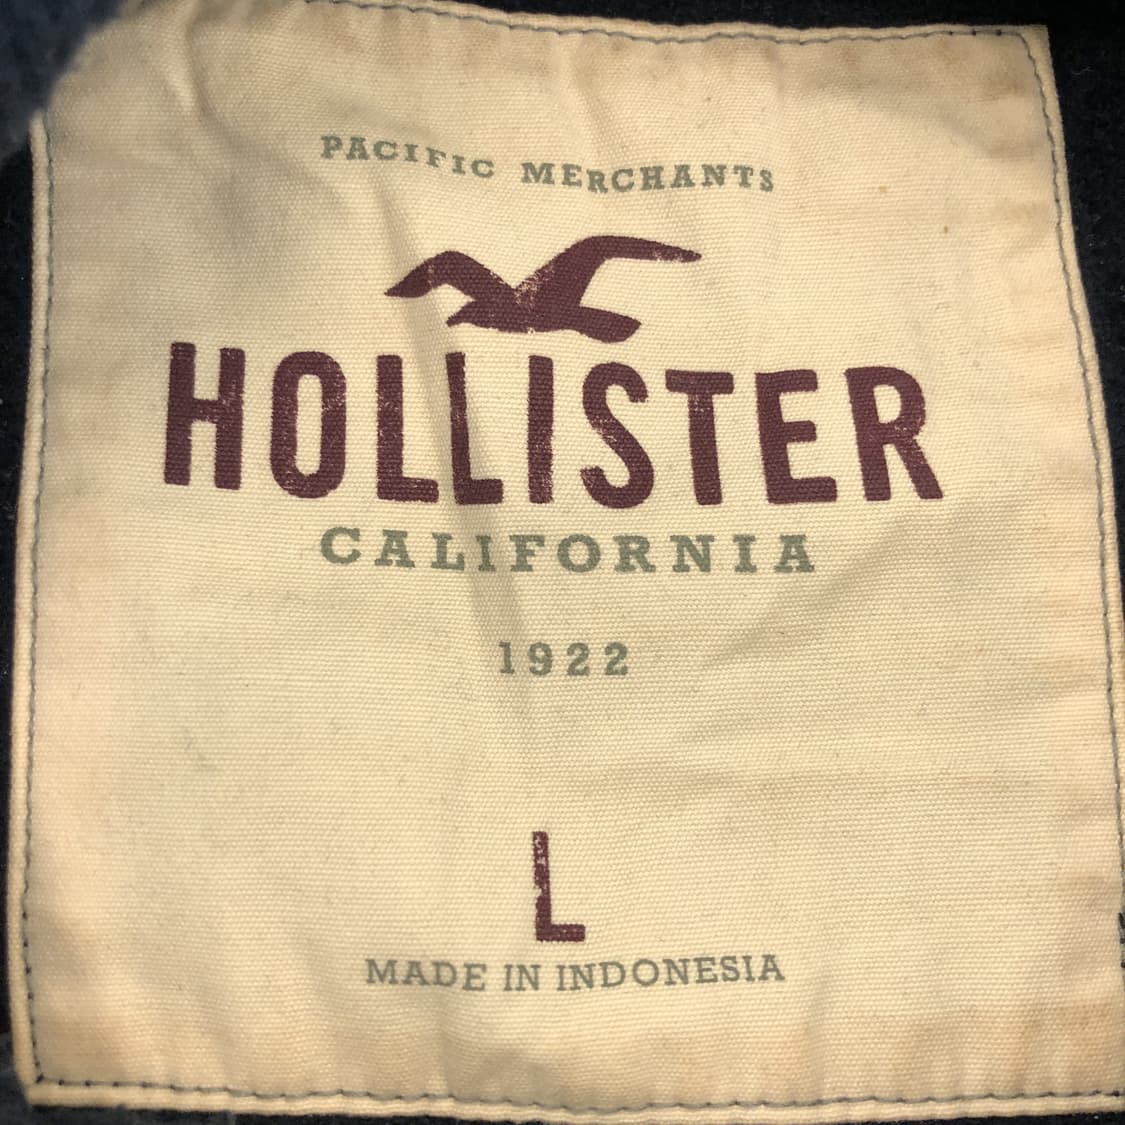 PACIFIC MERCHANTS
HOLLISTER
CALIFORNIA
1922
L
MADE IN INDONESIA